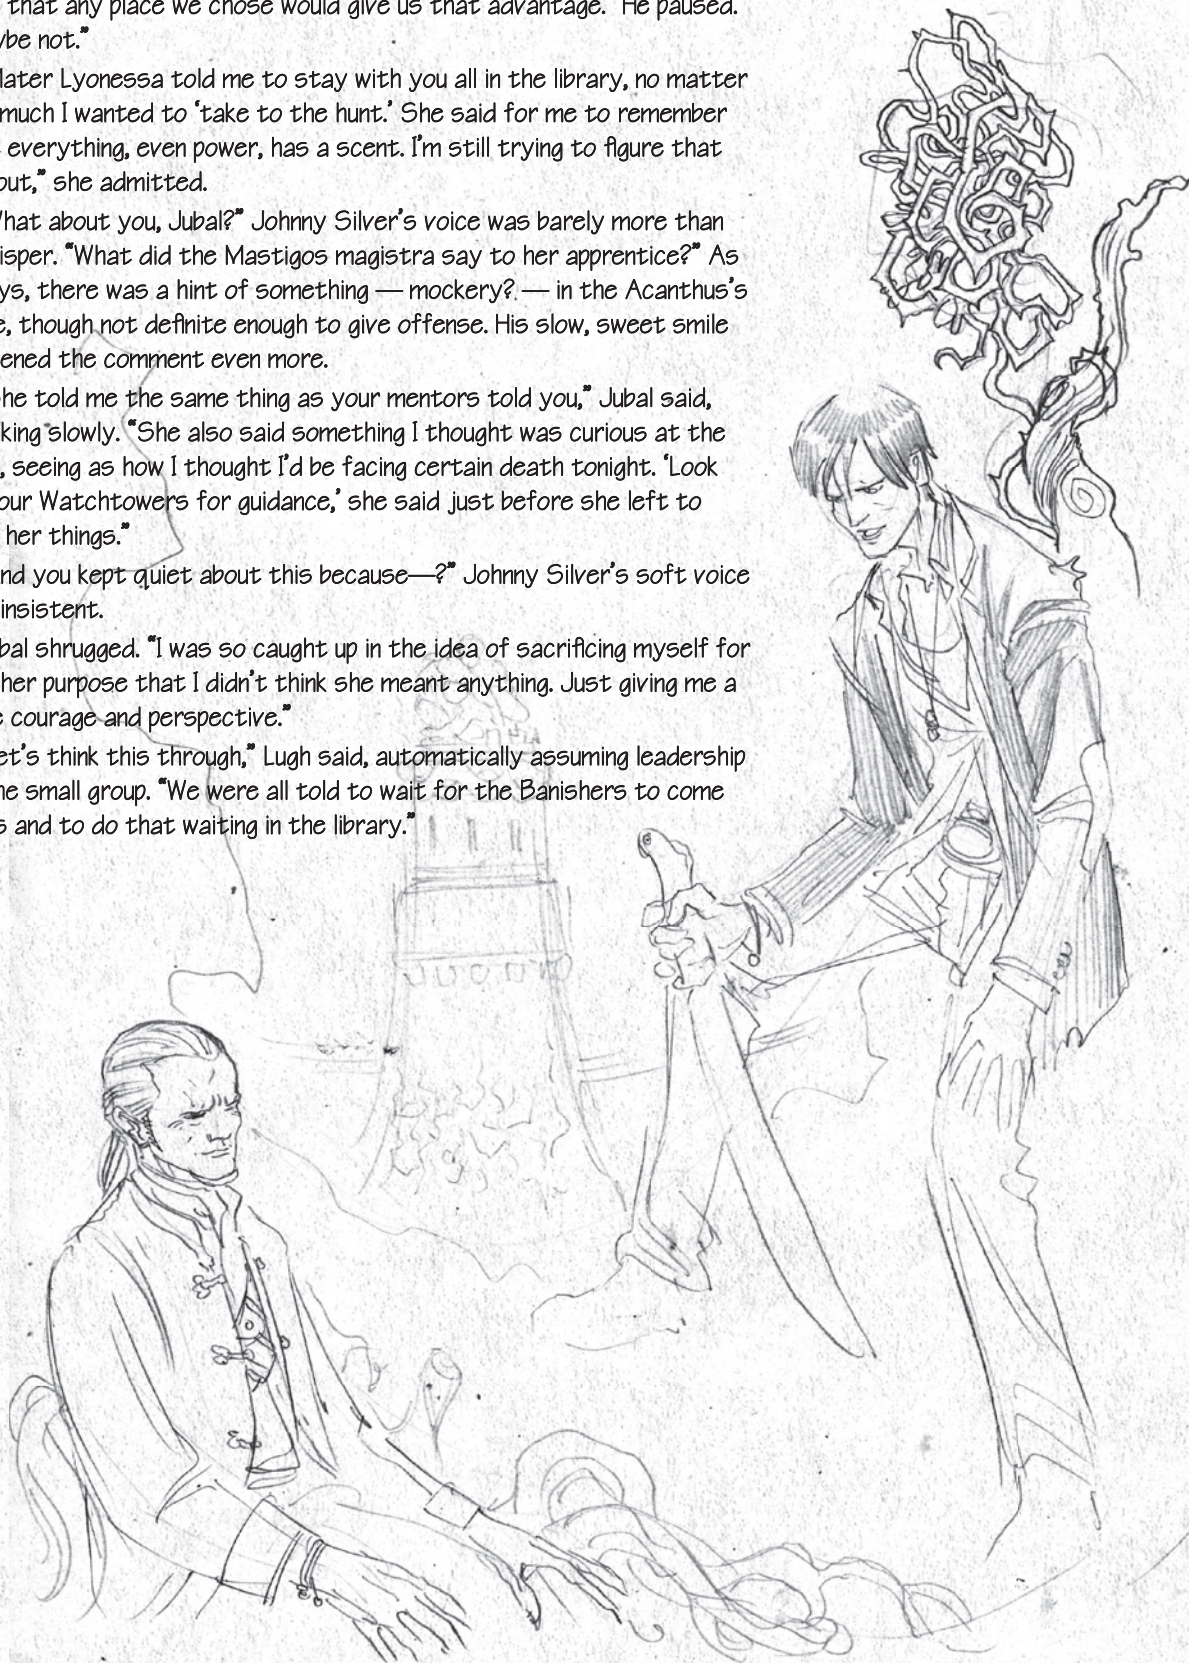 that any place we chose would give us that advantage." He paused.
ybe not."
ater Lyonessa told me to stay with you all in the library, no matter
much I wanted to 'take to the hunt.' She said for me to remember
everything, even power, has a scent. I'm still trying to figure that
out," she admitted.
hat about you, Jubal?" Johnny Silver's voice was barely more than
isper. "What did the Mastigos magistra say to her apprentice?" As
ys, there was a hint of something — mockery? — in the Acanthus's
e, though not definite enough to give offense. His slow, sweet smile
ened the comment even more.
he told me the same thing as your mentors told you," Jubal said,
king slowly. "She also said something I thought was curious at the
, seeing as how I thought I'd be facing certain death tonight. 'Look
our Watchtowers for guidance,' she said just before she left to
her things."
nd you kept quiet about this because—?" Johnny Silver's soft voice
insistent.
bal shrugged. "I was so caught up in the idea of sacrificing myself for
her purpose that I didn't think she meant anything. Just giving me a
e courage and perspective."
et's think this through," Lugh said, automatically assuming leadership
he small group. "We were all told to wait for the Banishers to come
s and to do that waiting in the library."